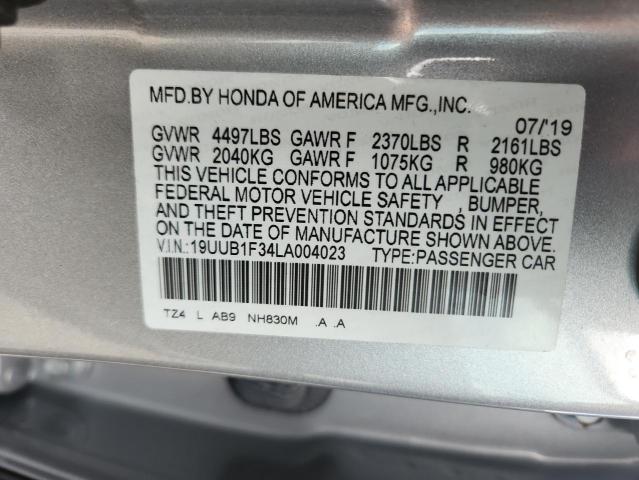 MFD.BY HONDA OF AMERICA MFG.,INC.
07/'19
GVWR 4497LBS GAWR F 2370LBS R 2161LBS
GVWR 2040KG GAWR F 1075KG R 980KG
THIS VEHICLE CONFORMS TO ALL APPLICABLE
FEDERAL MOTOR VEHICLE SAFETY , BUMPER,
AND THEFT PREVENTION STANDARDS IN EFFECT
ON THE DATE OF MANUFACTURE SHOWN ABOVE.
V.I.N.:19UUB1F34LA004023 TYPE:PASSENGER CAR
TZ4 L AB9 NH830M .A .A